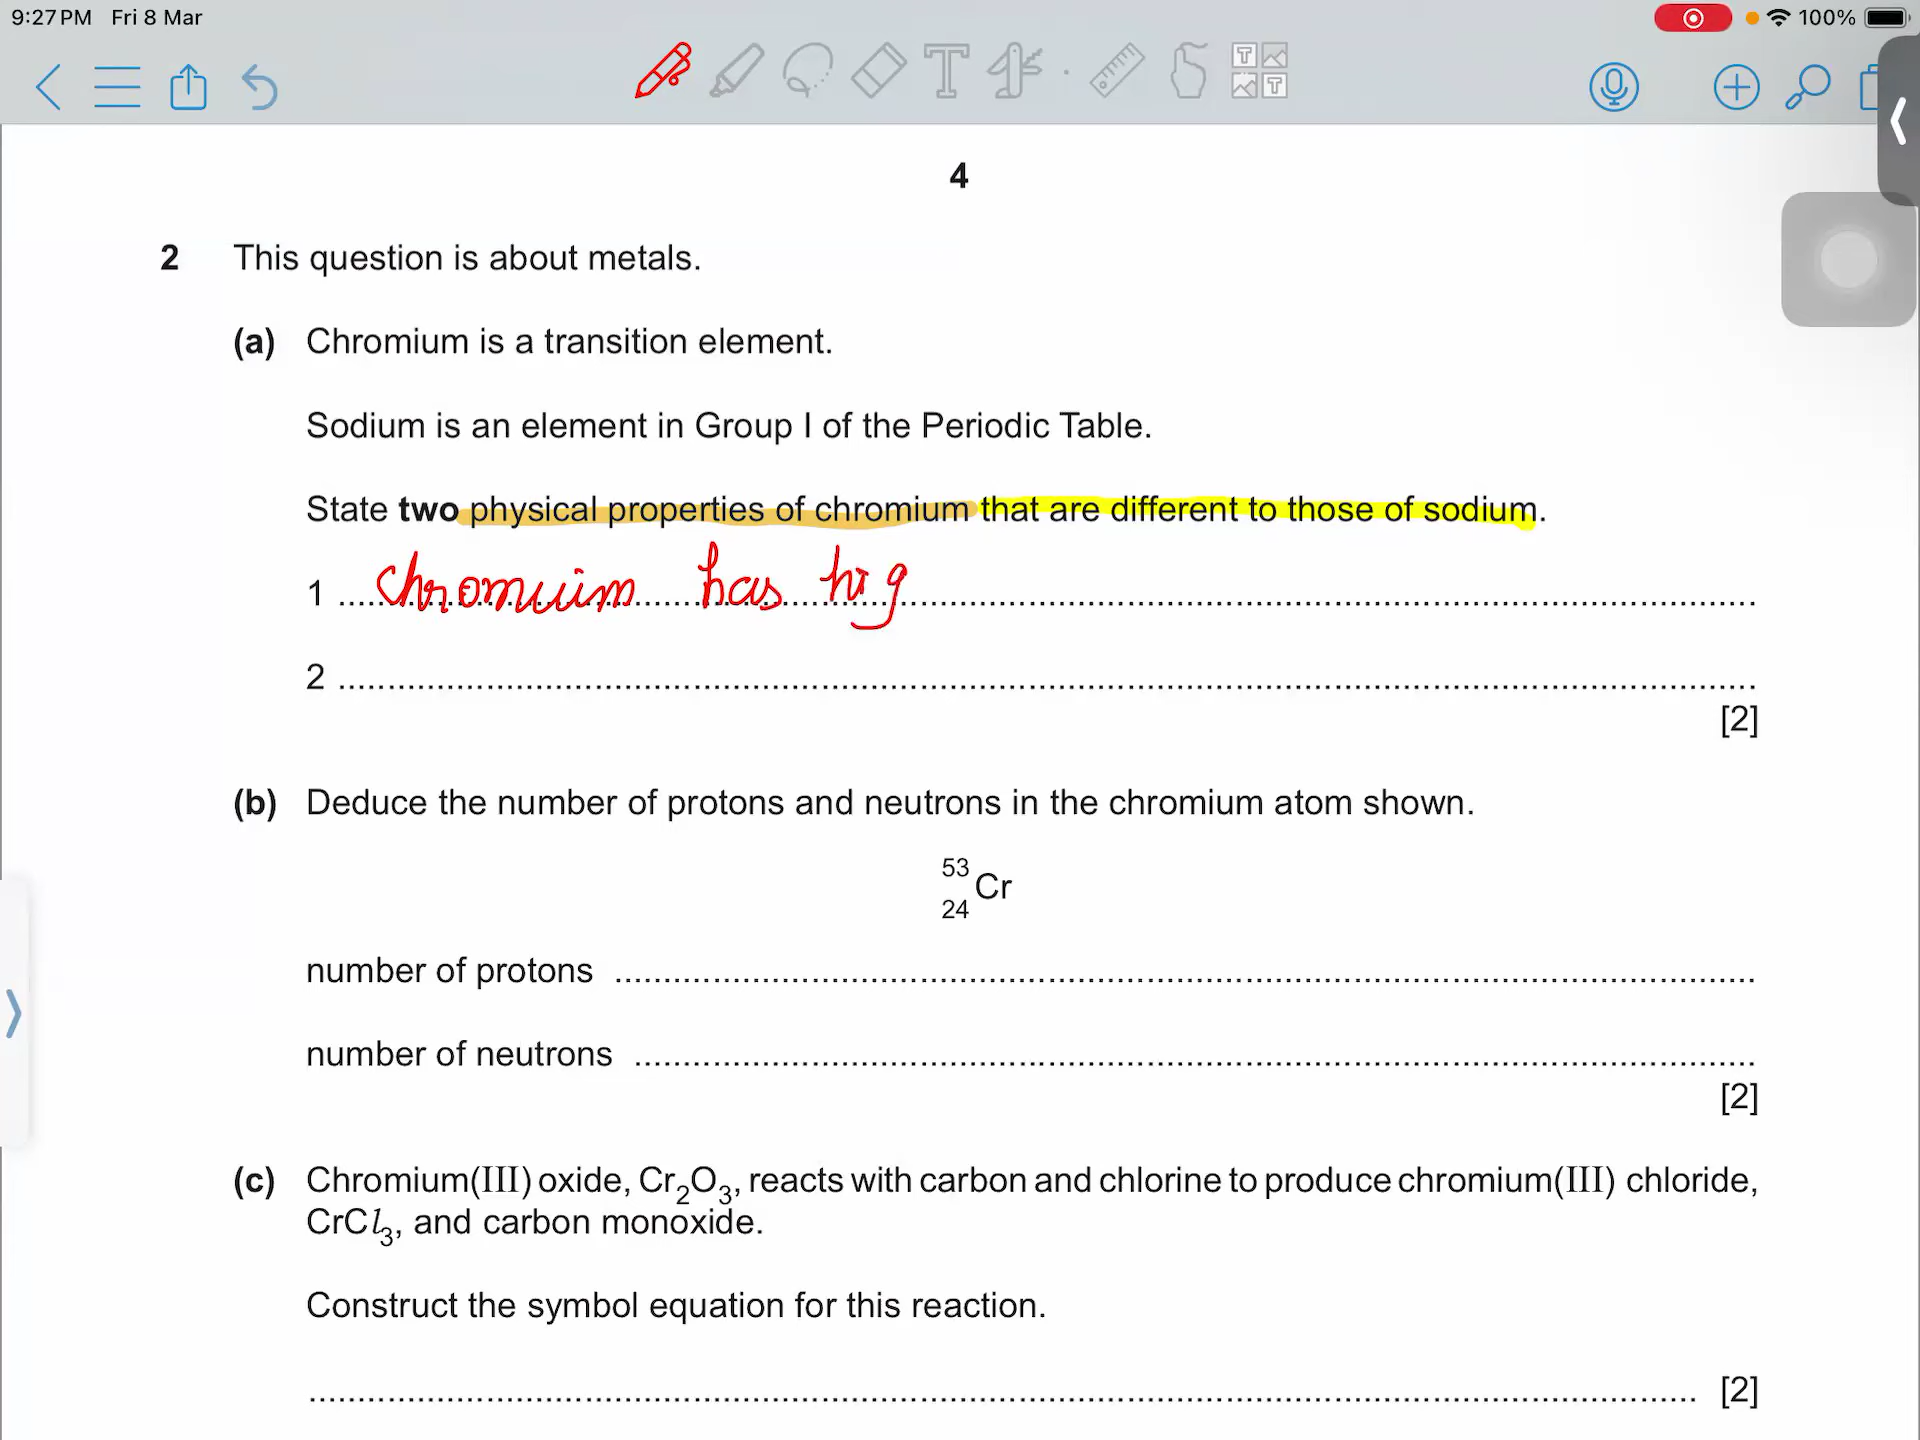 9:27 PM Fri 8 Mar
100%
4
2 This question is about metals.
(a) Chromium is a transition element.
Sodium is an element in Group I of the Periodic Table.
State two physical properties of chromium that are different to those of sodium.
1 chromuim has hig
2
[2]
(b) Deduce the number of protons and neutrons in the chromium atom shown.
53
24 Cr
number of protons
number of neutrons
[2]
(c) Chromium(III) oxide, Cr₂O₃, reacts with carbon and chlorine to produce chromium(III) chloride,
CrCl₃, and carbon monoxide.
Construct the symbol equation for this reaction.
[2]